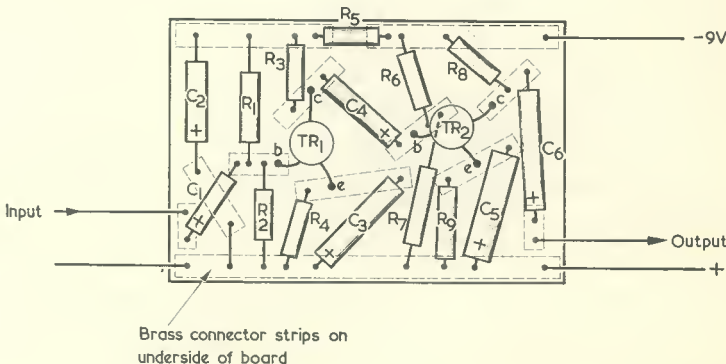 R5
-9V
R3
R6
R8
C2
+
R1
c
C4
+
c
TR1
b
b
TR2
e
e
C6
+
C1
+
Input
R2
R4
C3
+
R7
R9
C5
+
Output
+
Brass connector strips on
underside of board